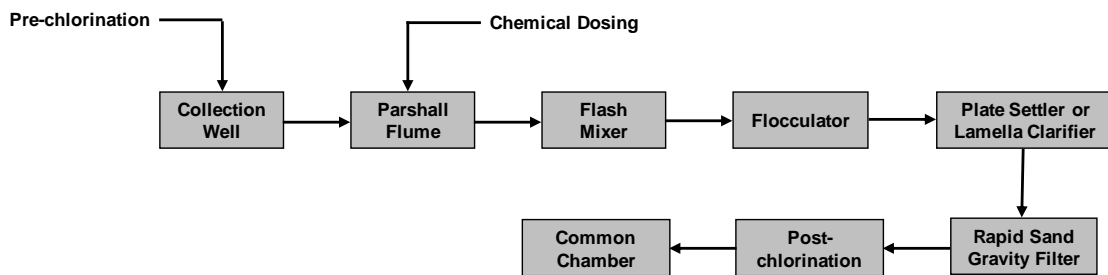 Pre-chlorination
Chemical Dosing
Collection
Well
Parshall
Flume
Flash
Mixer
Flocculator
Plate Settler or
Lamella Clarifier
Rapid Sand
Gravity Filter
Post-
chlorination
Common
Chamber